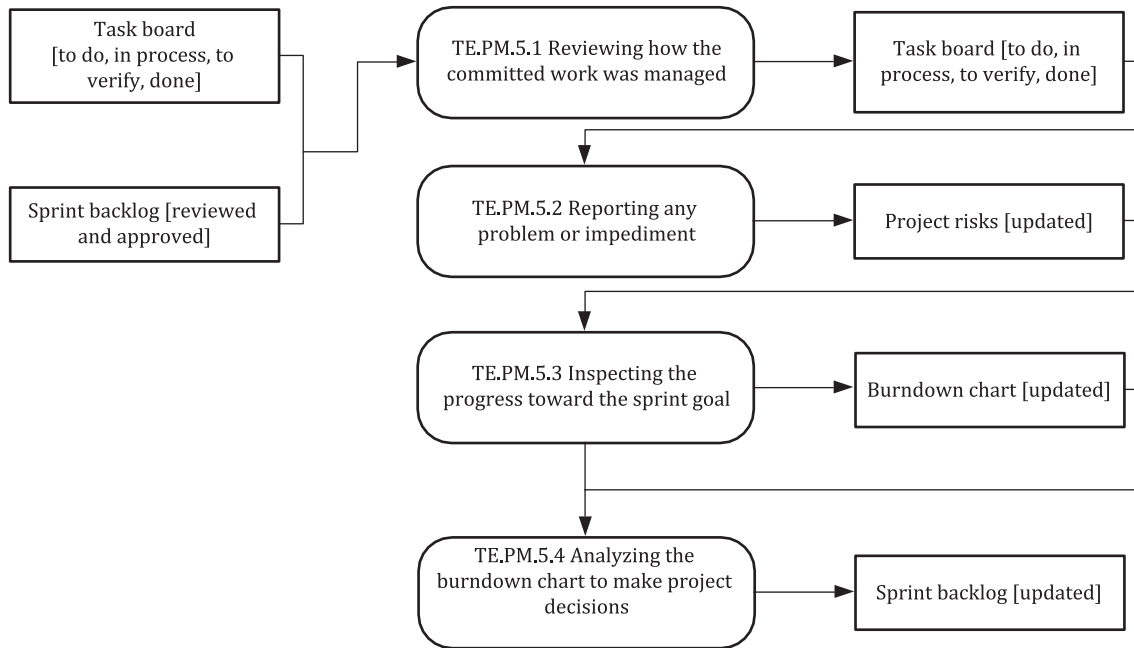 Task board
[to do, in process, to
verify, done]
TE.PM.5.1 Reviewing how the
committed work was managed
Task board [to do, in
process, to verify, done]
Sprint backlog [reviewed
and approved]
TE.PM.5.2 Reporting any
problem or impediment
Project risks [updated]
TE.PM.5.3 Inspecting the
progress toward the sprint goal
Burndown chart [updated]
TE.PM.5.4 Analyzing the
burndown chart to make project
decisions
Sprint backlog [updated]